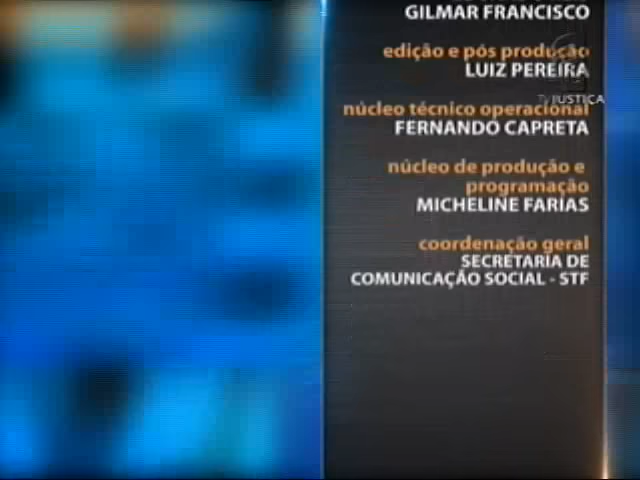 GILMAR FRANCISCO
edição e pós produção
LUIZ PEREIRA
JUSTIÇA
núcleo técnico operacional
FERNANDO CAPRETA
núcleo de produção e
programação
MICHELINE FARIAS
coordenação geral
SECRETARIA DE
COMUNICAÇÃO SOCIAL - STF